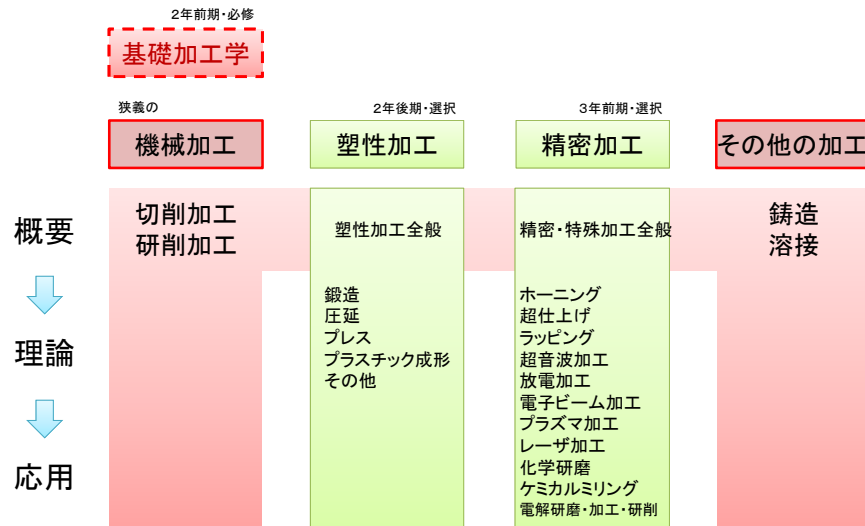 2年前期・必修
基礎加工学
狭義の
2年後期・選択
3年前期・選択
機械加工
塑性加工
精密加工
その他の加工
概要
切削加工
研削加工
塑性加工全般
精密・特殊加工全般
鋳造
溶接
理論
応用
鍛造
圧延
プレス
プラスチック成形
その他
ホーニング
超仕上げ
ラッピング
超音波加工
放電加工
電子ビーム加工
プラズマ加工
レーザ加工
化学研磨
ケミカルミリング
電解研磨・加工・研削